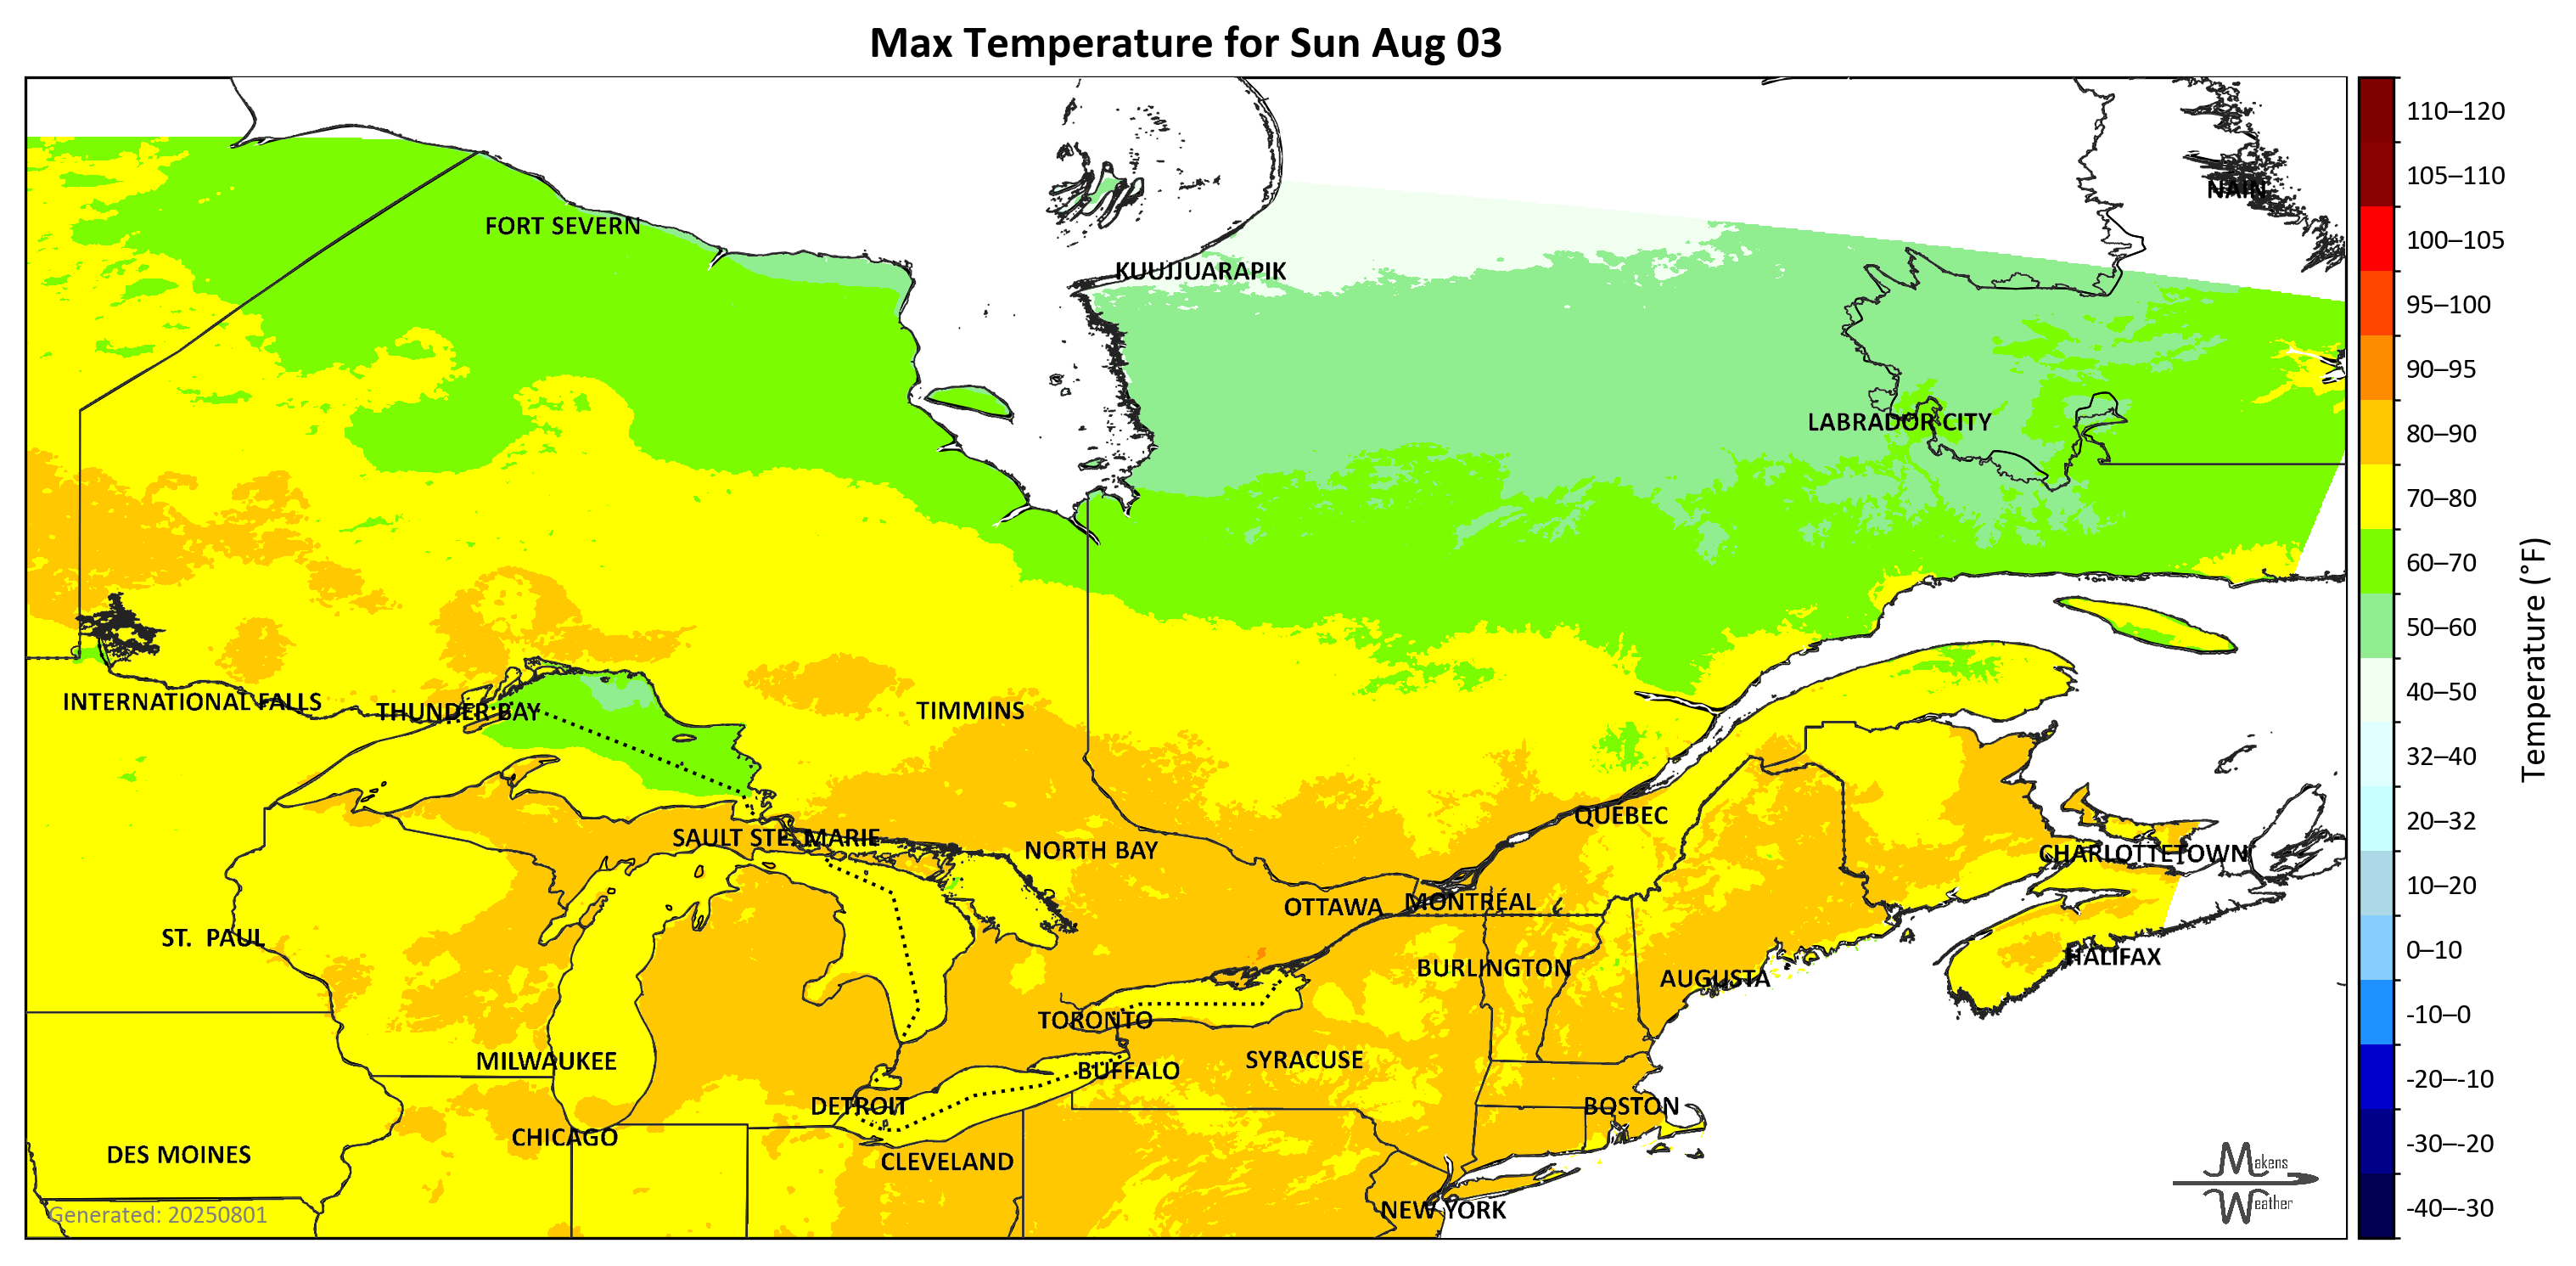 Max Temperature for Sun Aug 03
NAIN
FORT SEVERN
KUUJJUARAPIK
LABRADOR CITY
INTERNATIONAL FALLS
THUNDER BAY
TIMMINS
QUEBEC
SAULT STE. MARIE
NORTH BAY
CHARLOTTETOWN
OTTAWA
MONTRÉAL
ST. PAUL
HALIFAX
BURLINGTON
AUGUSTA
TORONTO
MILWAUKEE
SYRACUSE
BUFFALO
DETROIT
BOSTON
CHICAGO
DES MOINES
CLEVELAND
NEW YORK
Generated: 20250801
Makens
Weather
110–120
105–110
100–105
95–100
90–95
80–90
70–80
60–70
50–60
40–50
32–40
20–32
10–20
0–10
-10–0
-20–-10
-30–-20
-40–-30
Temperature (°F)